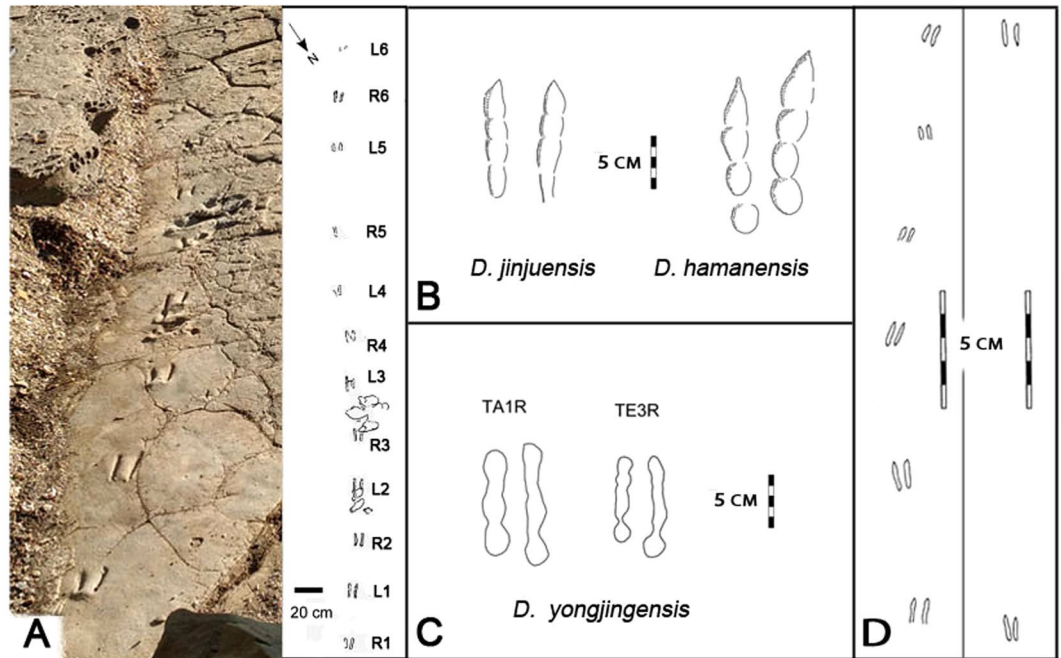 A
N
L6
R6
L5
R5
L4
R4
L3
R3
L2
R2
L1
20 cm
R1
5 CM
D. jinjuensis
D. hamanensis
B
TA1R
TE3R
5 CM
D. yongjingensis
C
5 CM
D